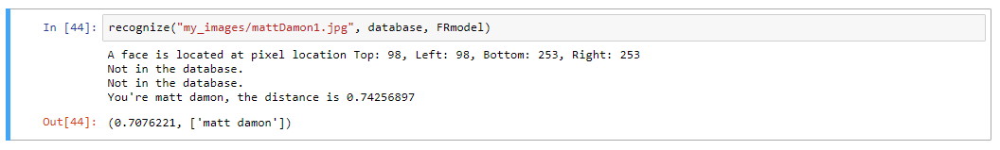 In [44]: recognize("my_images/mattDamon1.jpg", database, FRmodel)
A face is located at pixel location Top: 98, Left: 98, Bottom: 253, Right: 253
Not in the database.
Not in the database.
You're matt damon, the distance is 0.74256897
Out[44]: (0.7076221, ['matt damon'])